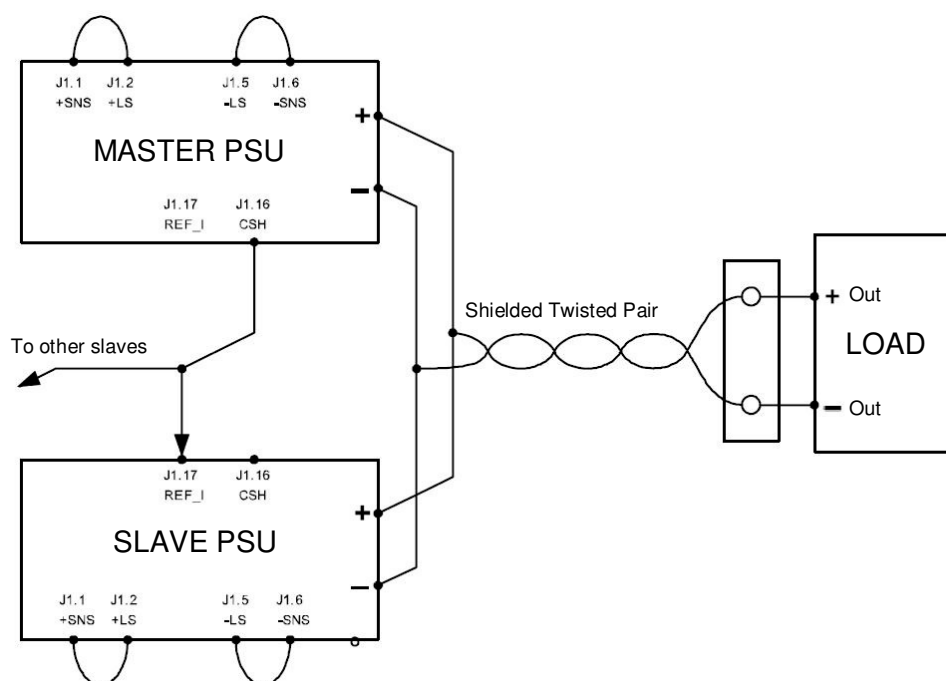 J1.1 J1.2 J1.5 J1.6
+SNS +LS -LS -SNS
+
MASTER PSU
−
J1.17 J1.16
REF_I CSH
Shielded Twisted Pair
+ Out
To other slaves
LOAD
− Out
J1.17 J1.16
REF_I CSH
+
SLAVE PSU
−
J1.1 J1.2 J1.5 J1.6
+SNS +LS -LS -SNS